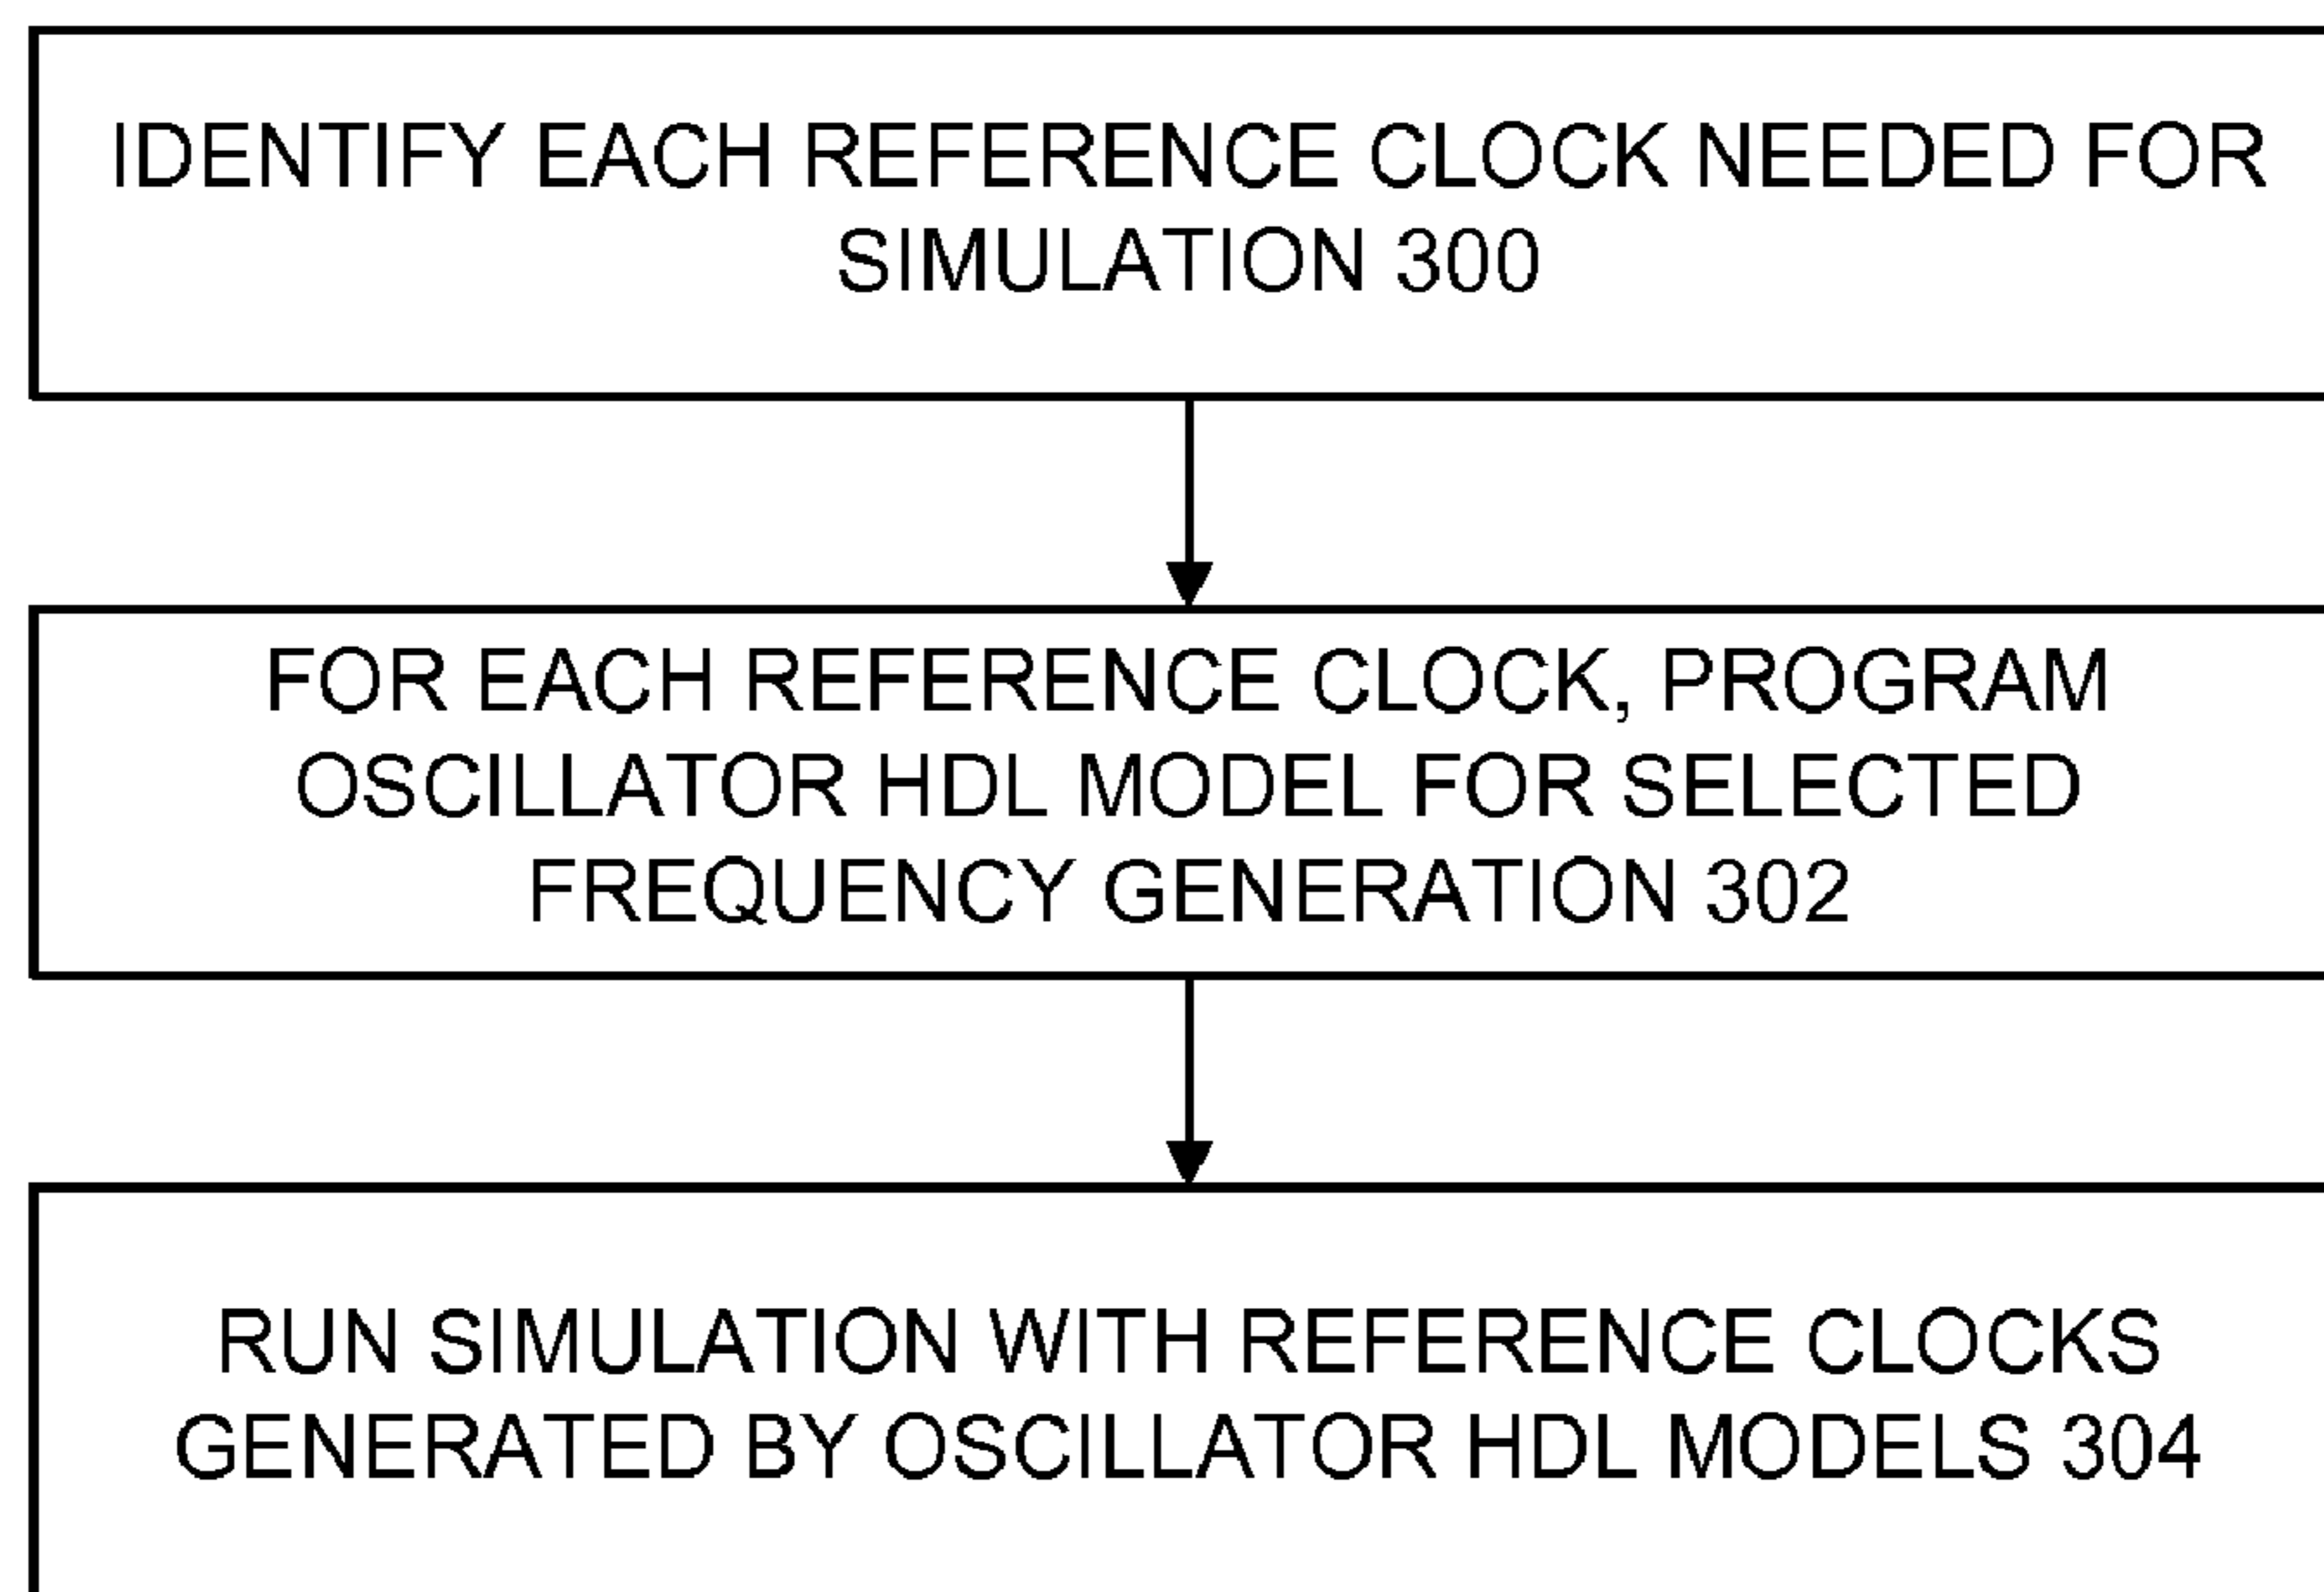 IDENTIFY EACH REFERENCE CLOCK NEEDED FOR
SIMULATION 300
FOR EACH REFERENCE CLOCK, PROGRAM
OSCILLATOR HDL MODEL FOR SELECTED
FREQUENCY GENERATION 302
RUN SIMULATION WITH REFERENCE CLOCKS
GENERATED BY OSCILLATOR HDL MODELS 304